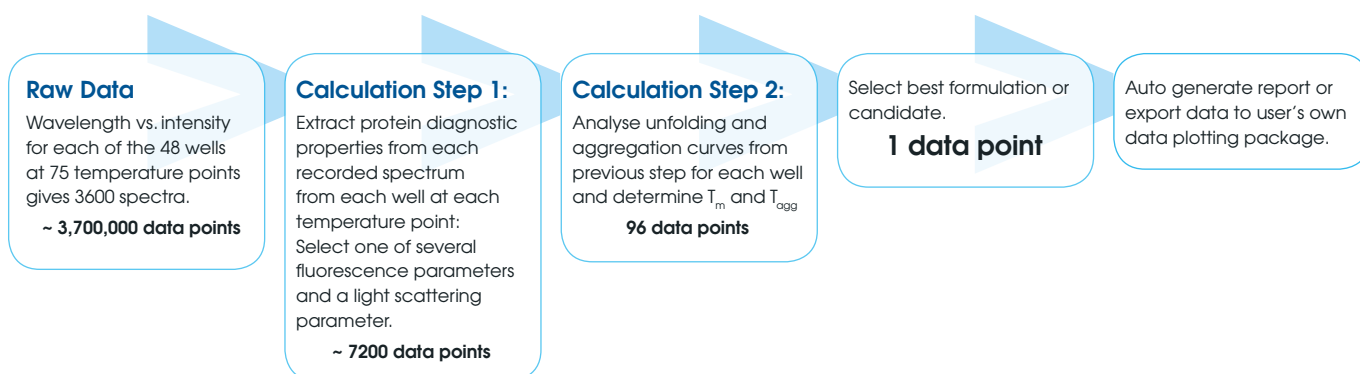 Raw Data
Wavelength vs. intensity
for each of the 48 wells
at 75 temperature points
gives 3600 spectra.
~ 3,700,000 data points
Calculation Step 1:
Extract protein diagnostic
properties from each
recorded spectrum
from each well at each
temperature point:
Select one of several
fluorescence parameters
and a light scattering
parameter.
~ 7200 data points
Calculation Step 2:
Analyse unfolding and
aggregation curves from
previous step for each well
and determine Tm and Tagg
96 data points
Select best formulation or
candidate.
1 data point
Auto generate report or
export data to user's own
data plotting package.